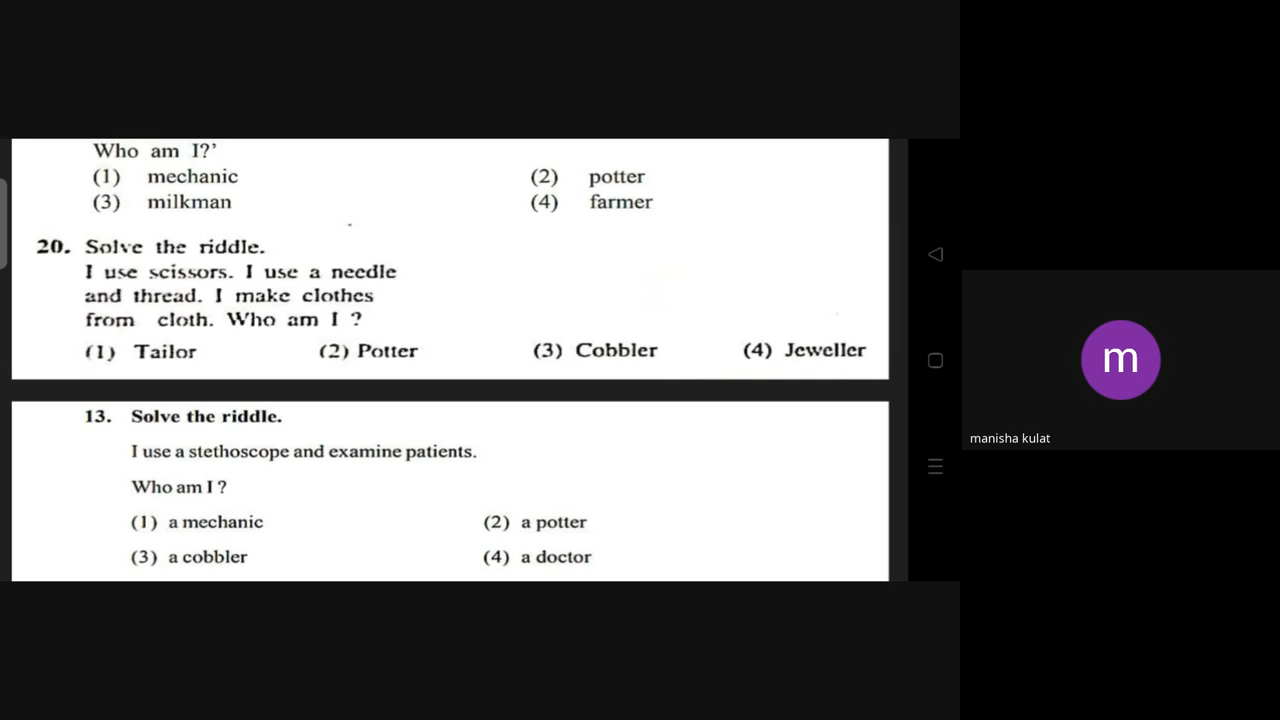 Who am I?'
(1) mechanic (2) potter
(3) milkman (4) farmer
20. Solve the riddle.
I use scissors. I use a needle
and thread. I make clothes
from cloth. Who am I ?
(1) Tailor (2) Potter (3) Cobbler (4) Jeweller
13. Solve the riddle.
I use a stethoscope and examine patients.
Who am I ?
(1) a mechanic (2) a potter
(3) a cobbler (4) a doctor
m
manisha kulat